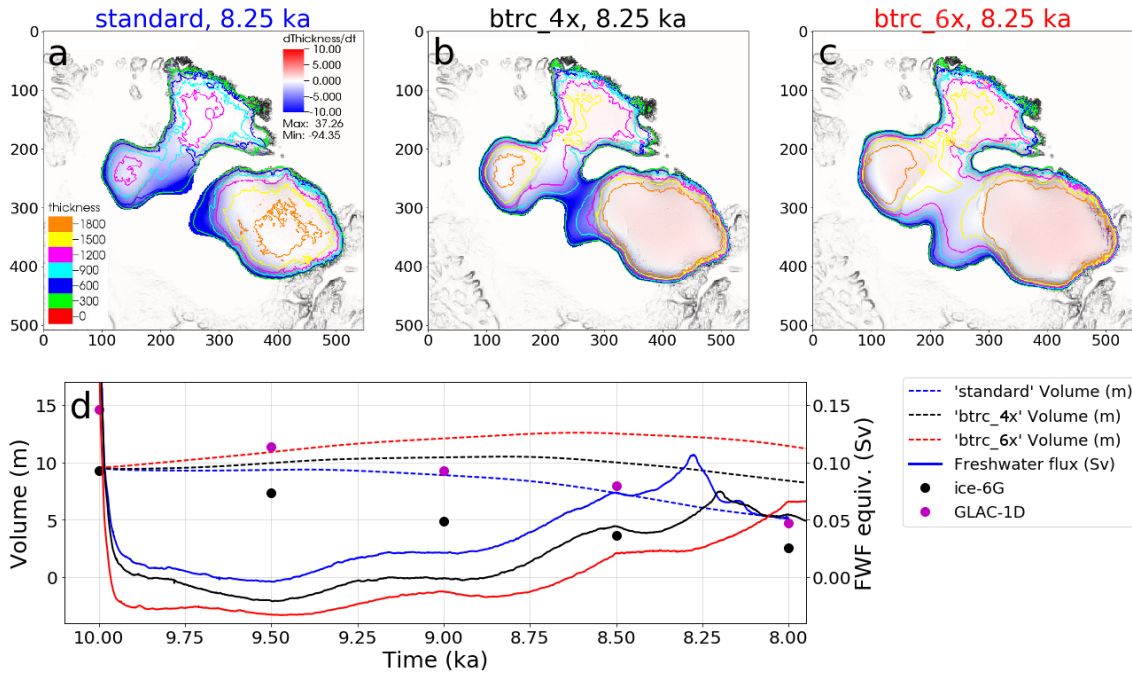 standard, 8.25 ka
btrc_4x, 8.25 ka
btrc_6x, 8.25 ka
a
dThickness/dt
10.00
5.000
0.000
-5.000
-10.00
Max: 37.26
Min: -94.35
thickness
1800
1500
1200
900
600
300
0
0
100
200
300
400
500
0 100 200 300 400 500
b
0
100
200
300
400
500
0 100 200 300 400 500
c
0
100
200
300
400
500
0 100 200 300 400 500
d
Volume (m)
15
10
5
0
FWF equiv. (Sv)
0.15
0.10
0.05
0.00
10.00 9.75 9.50 9.25 9.00 8.75 8.50 8.25 8.00
Time (ka)
'standard' Volume (m)
'btrc_4x' Volume (m)
'btrc_6x' Volume (m)
Freshwater flux (Sv)
ice-6G
GLAC-1D